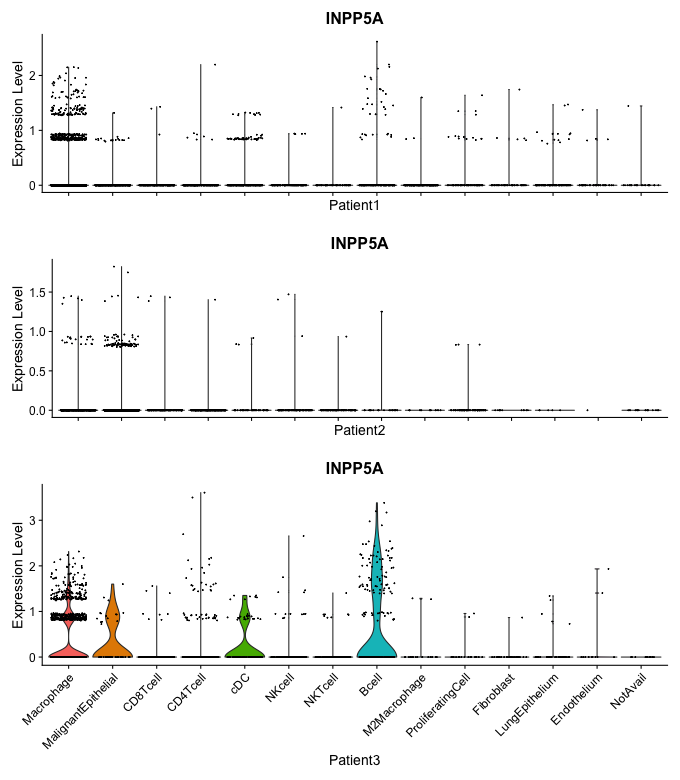 INPP5A
Expression Level
2
1
0
Patient1
INPP5A
Expression Level
1.5
1.0
0.5
0.0
Patient2
INPP5A
Expression Level
3
2
1
0
Macrophage
MalignantEpithelial
CD8Tcell
CD4Tcell
cDC
NKcell
NKTcell
Bcell
M2Macrophage
ProliferatingCell
Fibroblast
LungEpithelium
Endothelium
NotAvail
Patient3